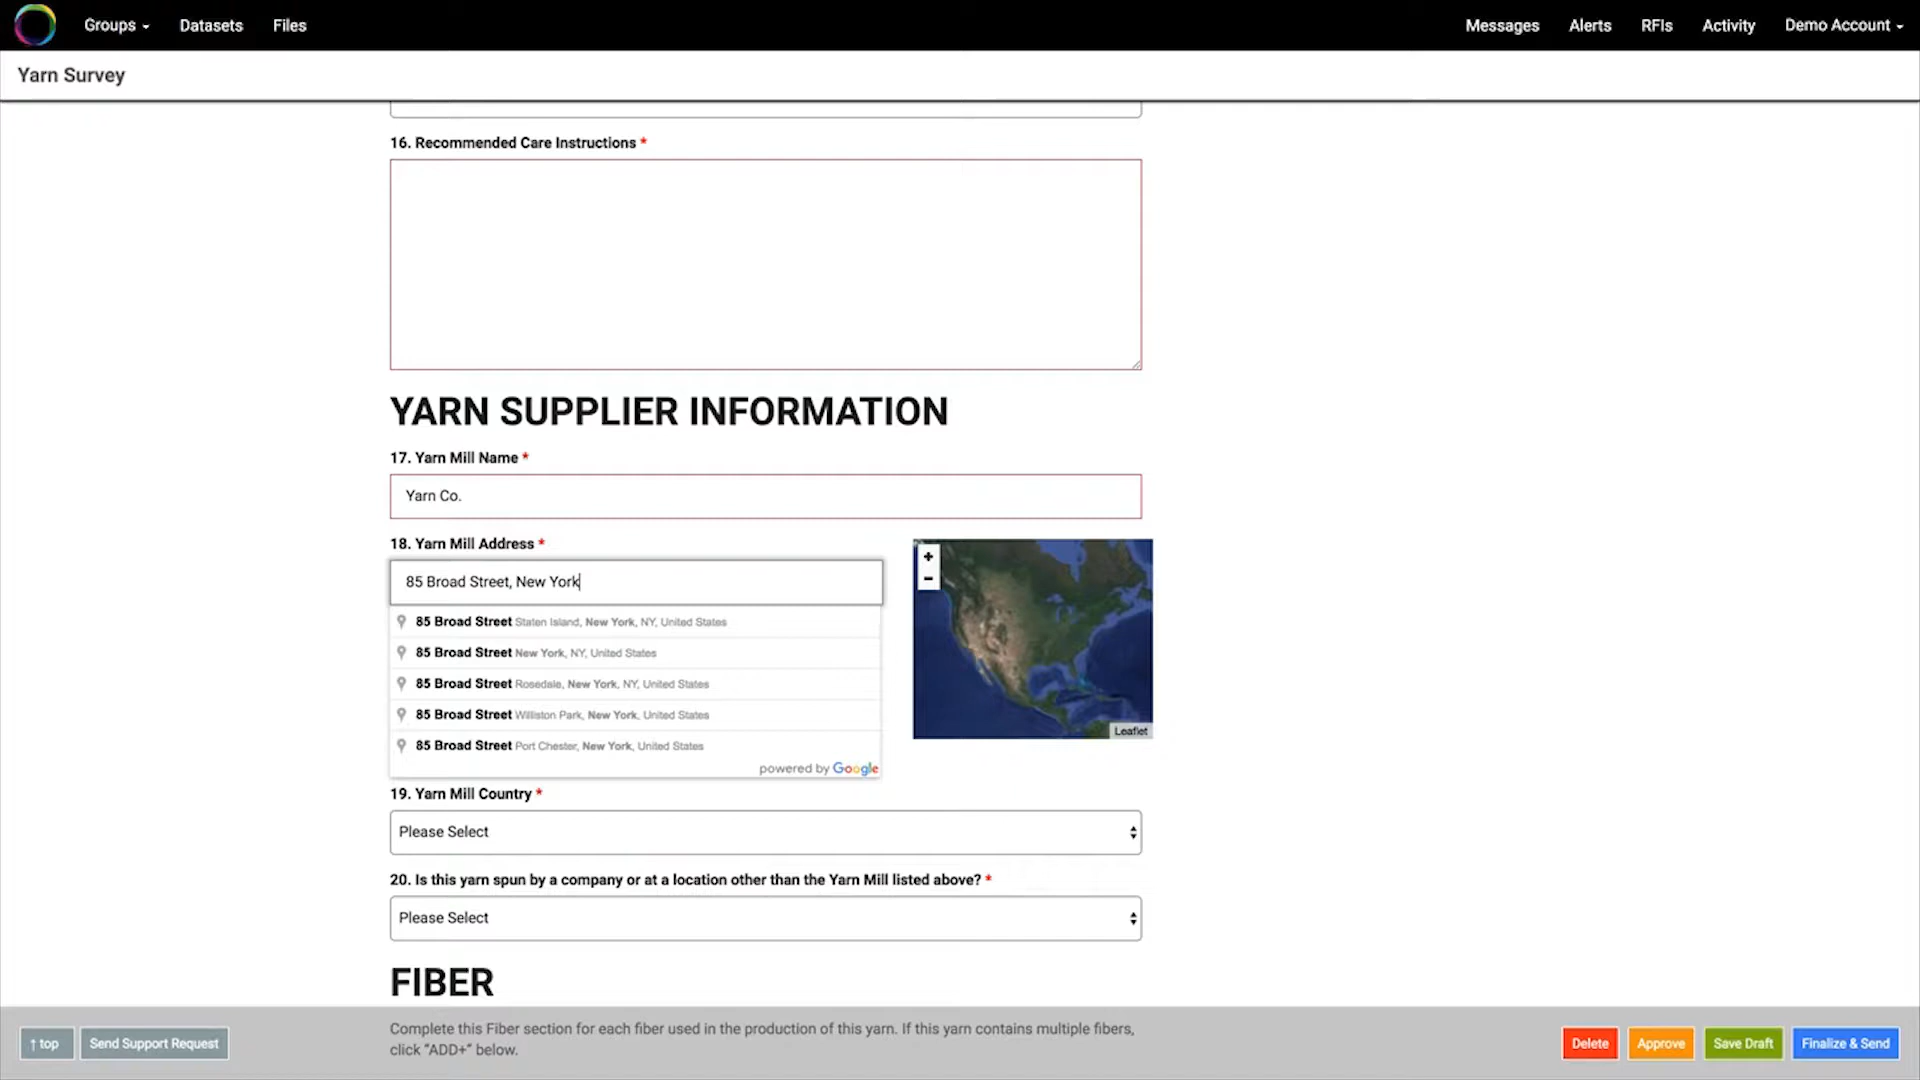 Groups
Datasets
Files
Messages
Alerts
RFIs
Activity
Demo Account
Yarn Survey
16. Recommended Care Instructions *
YARN SUPPLIER INFORMATION
17. Yarn Mill Name *
Yarn Co.
18. Yarn Mill Address *
85 Broad Street, New York
85 Broad Street Staten Island, New York, NY, United States
85 Broad Street New York, NY, United States
85 Broad Street Rosedale, New York, NY, United States
85 Broad Street Williston Park, New York, United States
85 Broad Street Port Chester, New York, United States
powered by Google
+
-
Leaflet
19. Yarn Mill Country *
Please Select
20. Is this yarn spun by a company or at a location other than the Yarn Mill listed above? *
Please Select
FIBER
Complete this Fiber section for each fiber used in the production of this yarn. If this yarn contains multiple fibers,
click “ADD+” below.
↑ top
Send Support Request
Delete
Approve
Save Draft
Finalize & Send